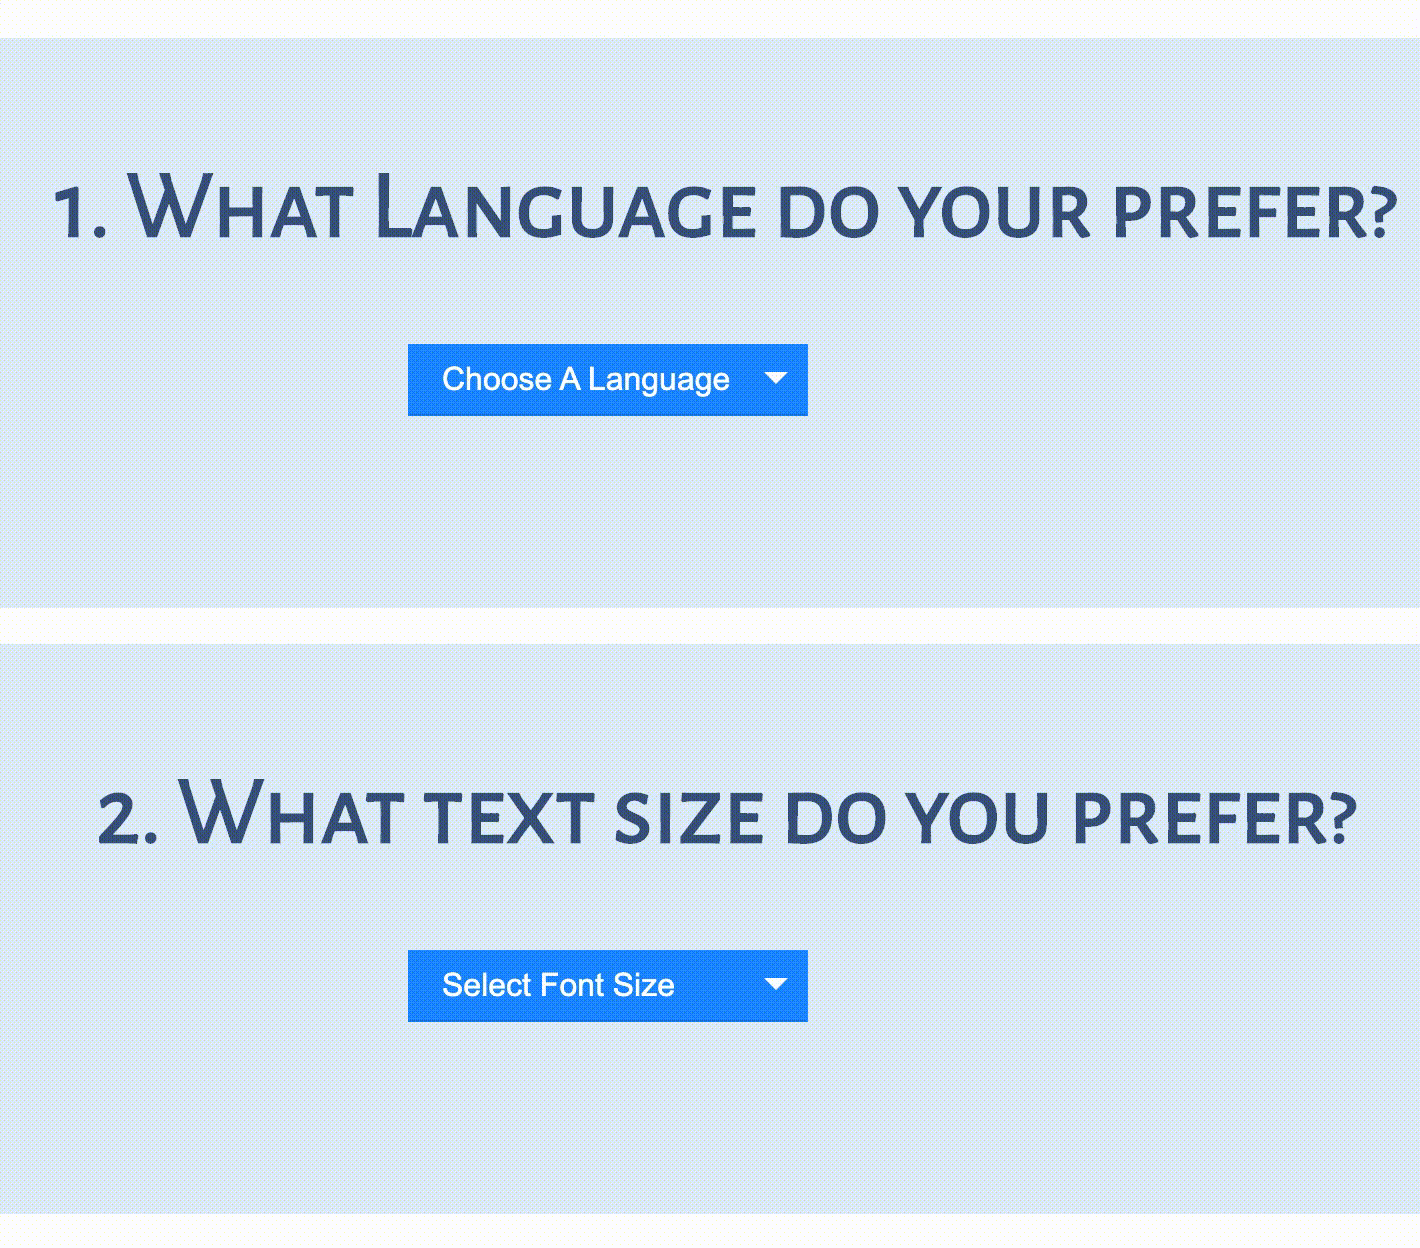 1. What Language do your prefer?
Choose A Language
2. What text size do you prefer?
Select Font Size